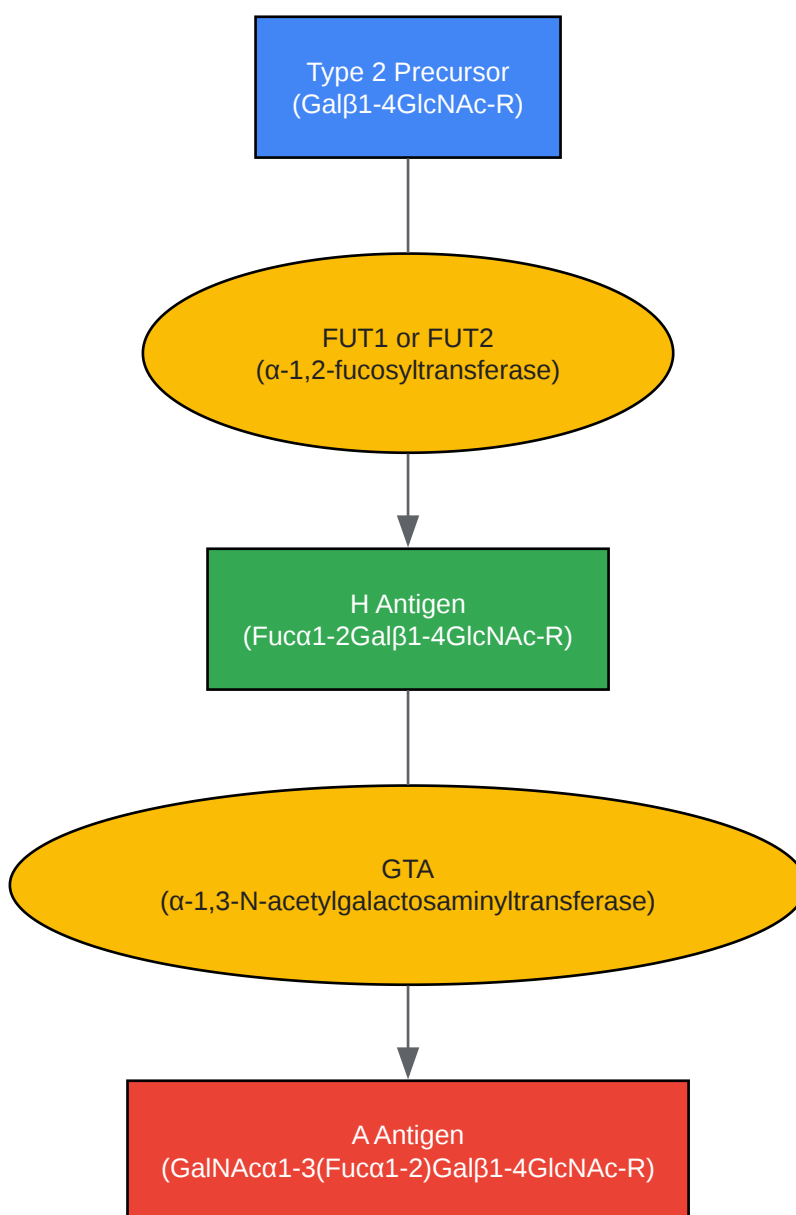 Type 2 Precursor
(Galβ1-4GlcNAc-R)
FUT1 or FUT2
(α-1,2-fucosyltransferase)
H Antigen
(Fucα1-2Galβ1-4GlcNAc-R)
GTA
(α-1,3-N-acetylgalactosaminyltransferase)
A Antigen
(GalNAcα1-3(Fucα1-2)Galβ1-4GlcNAc-R)